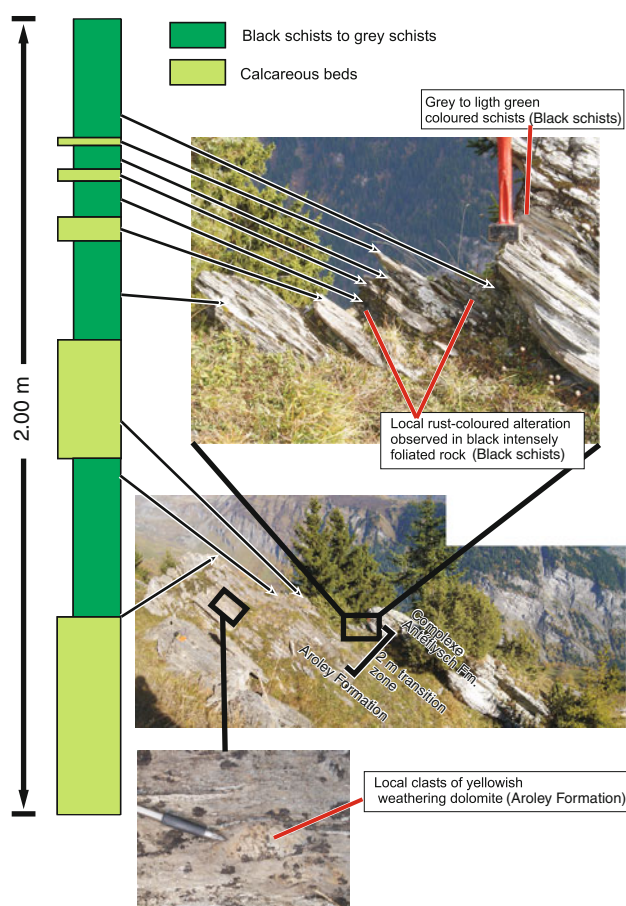 Black schists to grey schists
Calcareous beds
Grey to ligth green
coloured schists (Black schists)
2.00 m
Local rust-coloured alteration
observed in black intensely
foliated rock (Black schists)
Complexe
Antéflysch Fm.
2 m transition
zone
Aroley Formation
Local clasts of yellowish
weathering dolomite (Aroley Formation)